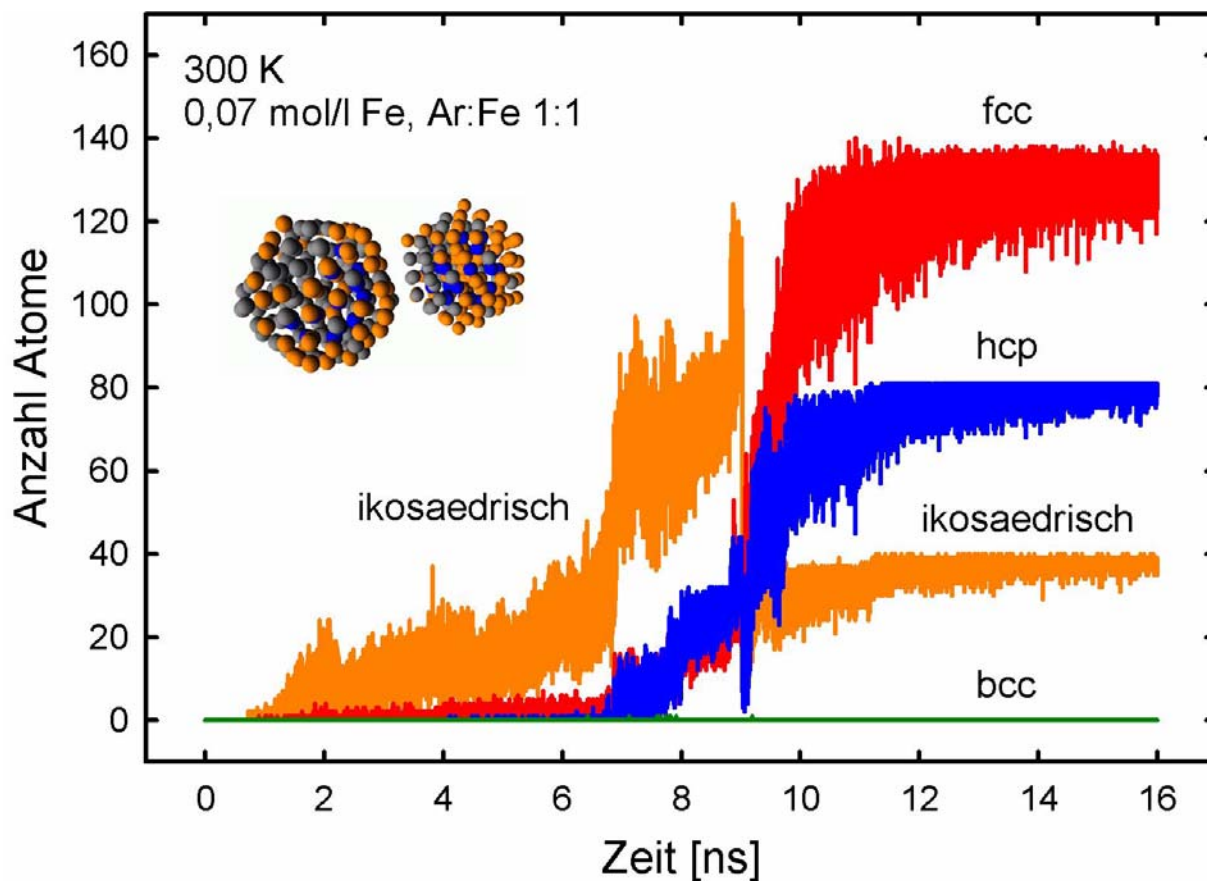 300 K
0,07 mol/l Fe, Ar:Fe 1:1
fcc
hcp
ikosaedrisch
ikosaedrisch
bcc
Anzahl Atome
160
140
120
100
80
60
40
20
0
0 2 4 6 8 10 12 14 16
Zeit [ns]